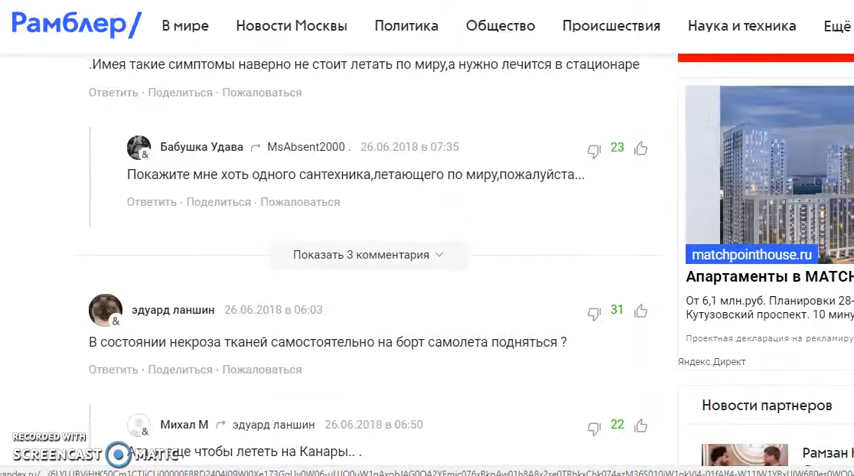 Рамблер/ В мире Новости Москвы Политика Общество Происшествия Наука и техника Ещё
.Имея такие симптомы наверно не стоит летать по миру,а нужно лечится в стационаре
Ответить · Поделиться · Пожаловаться
Бабушка Удава MsAbsent2000 . 26.06.2018 в 07:35 23
Покажите мне хоть одного сантехника,летающего по миру,пожалуйста...
Ответить · Поделиться · Пожаловаться
Показать 3 комментария
эдуард ланшин 26.06.2018 в 06:03 31
В состоянии некроза тканей самостоятельно на борт самолета подняться ?
Ответить · Поделиться · Пожаловаться
Михал М эдуард ланшин 26.06.2018 в 06:50 22
чтобы лететь на Канары.. .
matchpointhouse.ru
Апартаменты в МАТСН
От 6,1 млн.руб. Планировки 28-
Кутузовский проспект. 10 мину
Проектная декларация на рекламиру
Яндекс.Директ
Новости партнеров
Рамзан
RECORDED WITH
SCREENCAST MATIC